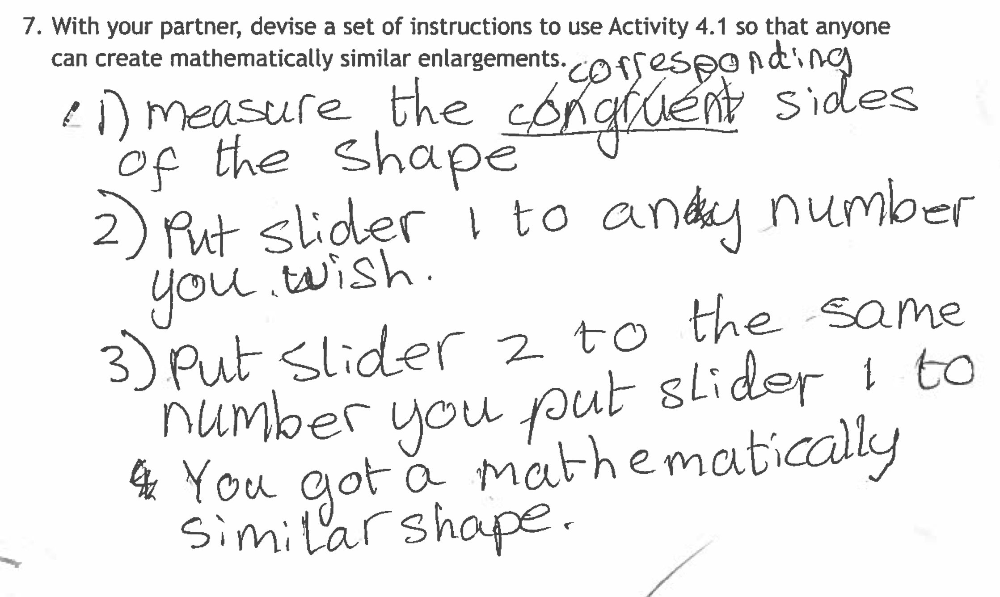 7. With your partner, devise a set of instructions to use Activity 4.1 so that anyone
can create mathematically similar enlargements.
corresponding
1) measure the congruent sides
of the shape
2) Put slider 1 to any number
you wish.
3) Put slider 2 to the same
number you put slider 1 to
You got a mathematically
similar shape.